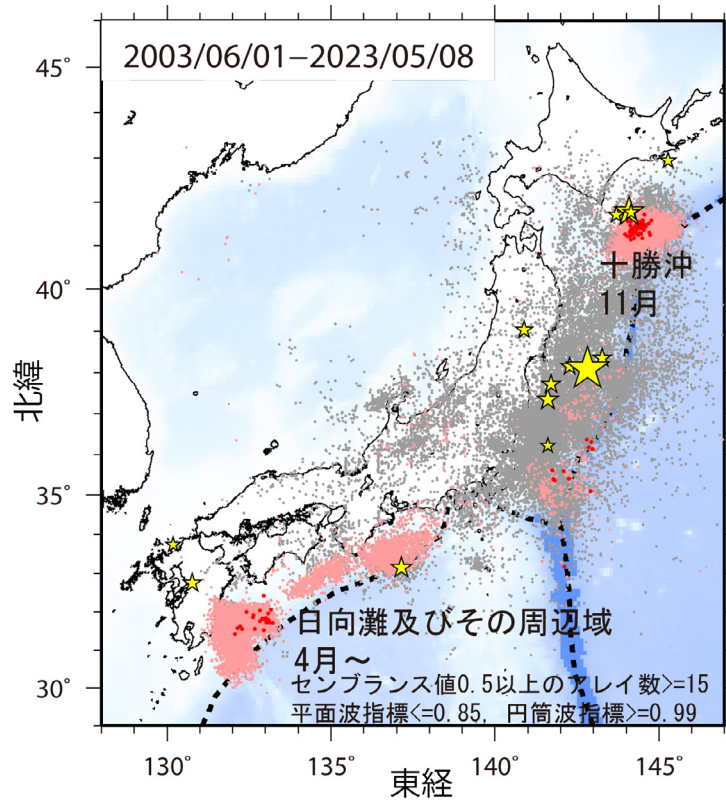 2003/06/01−2023/05/08
45°
40°
35°
30°
北緯
十勝沖
11月
日向灘及びその周辺域
4月～
センブランス値0.5以上のアレイ数>=15
平面波指標<=0.85, 円筒波指標>=0.99
130°
135°
140°
145°
東経